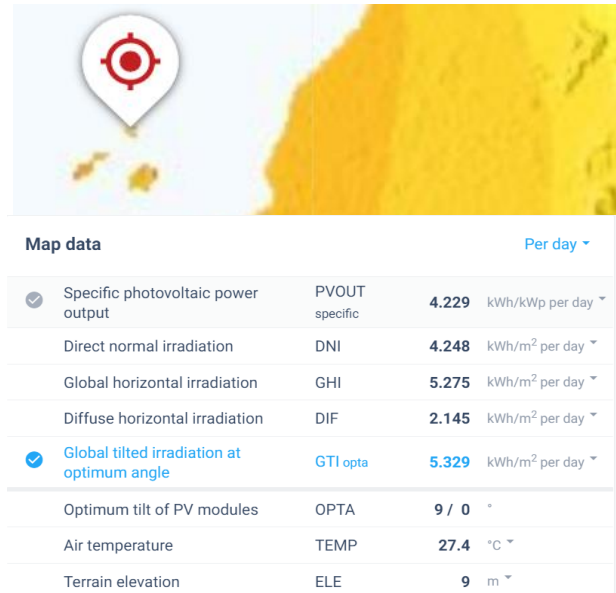 Map data Per day
Specific photovoltaic power output PVOUT specific 4.229 kWh/kWp per day
Direct normal irradiation DNI 4.248 kWh/m² per day
Global horizontal irradiation GHI 5.275 kWh/m² per day
Diffuse horizontal irradiation DIF 2.145 kWh/m² per day
Global tilted irradiation at optimum angle GTI opta 5.329 kWh/m² per day
Optimum tilt of PV modules OPTA 9 / 0 °
Air temperature TEMP 27.4 °C
Terrain elevation ELE 9 m